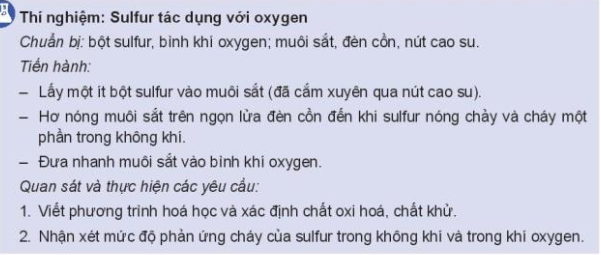 Thí nghiệm: Sulfur tác dụng với oxygen
Chuẩn bị: bột sulfur, bình khí oxygen; muôi sắt, đèn cồn, nút cao su.
Tiến hành:
– Lấy một ít bột sulfur vào muôi sắt (đã cắm xuyên qua nút cao su).
– Hơ nóng muôi sắt trên ngọn lửa đèn cồn đến khi sulfur nóng chảy và cháy một
phần trong không khí.
– Đưa nhanh muôi sắt vào bình khí oxygen.
Quan sát và thực hiện các yêu cầu:
1. Viết phương trình hoá học và xác định chất oxi hoá, chất khử.
2. Nhận xét mức độ phản ứng cháy của sulfur trong không khí và trong khí oxygen.